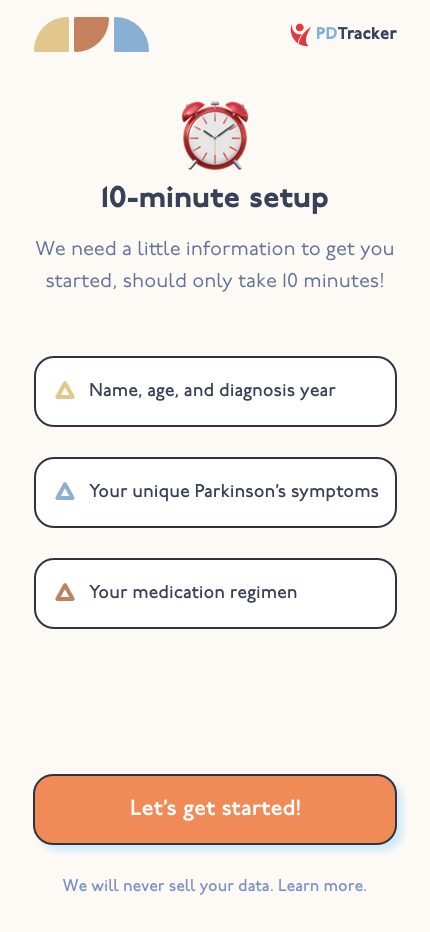 PDTracker
10-minute setup
We need a little information to get you
started, should only take 10 minutes!
Name, age, and diagnosis year
Your unique Parkinson's symptoms
Your medication regimen
Let's get started!
We will never sell your data. Learn more.